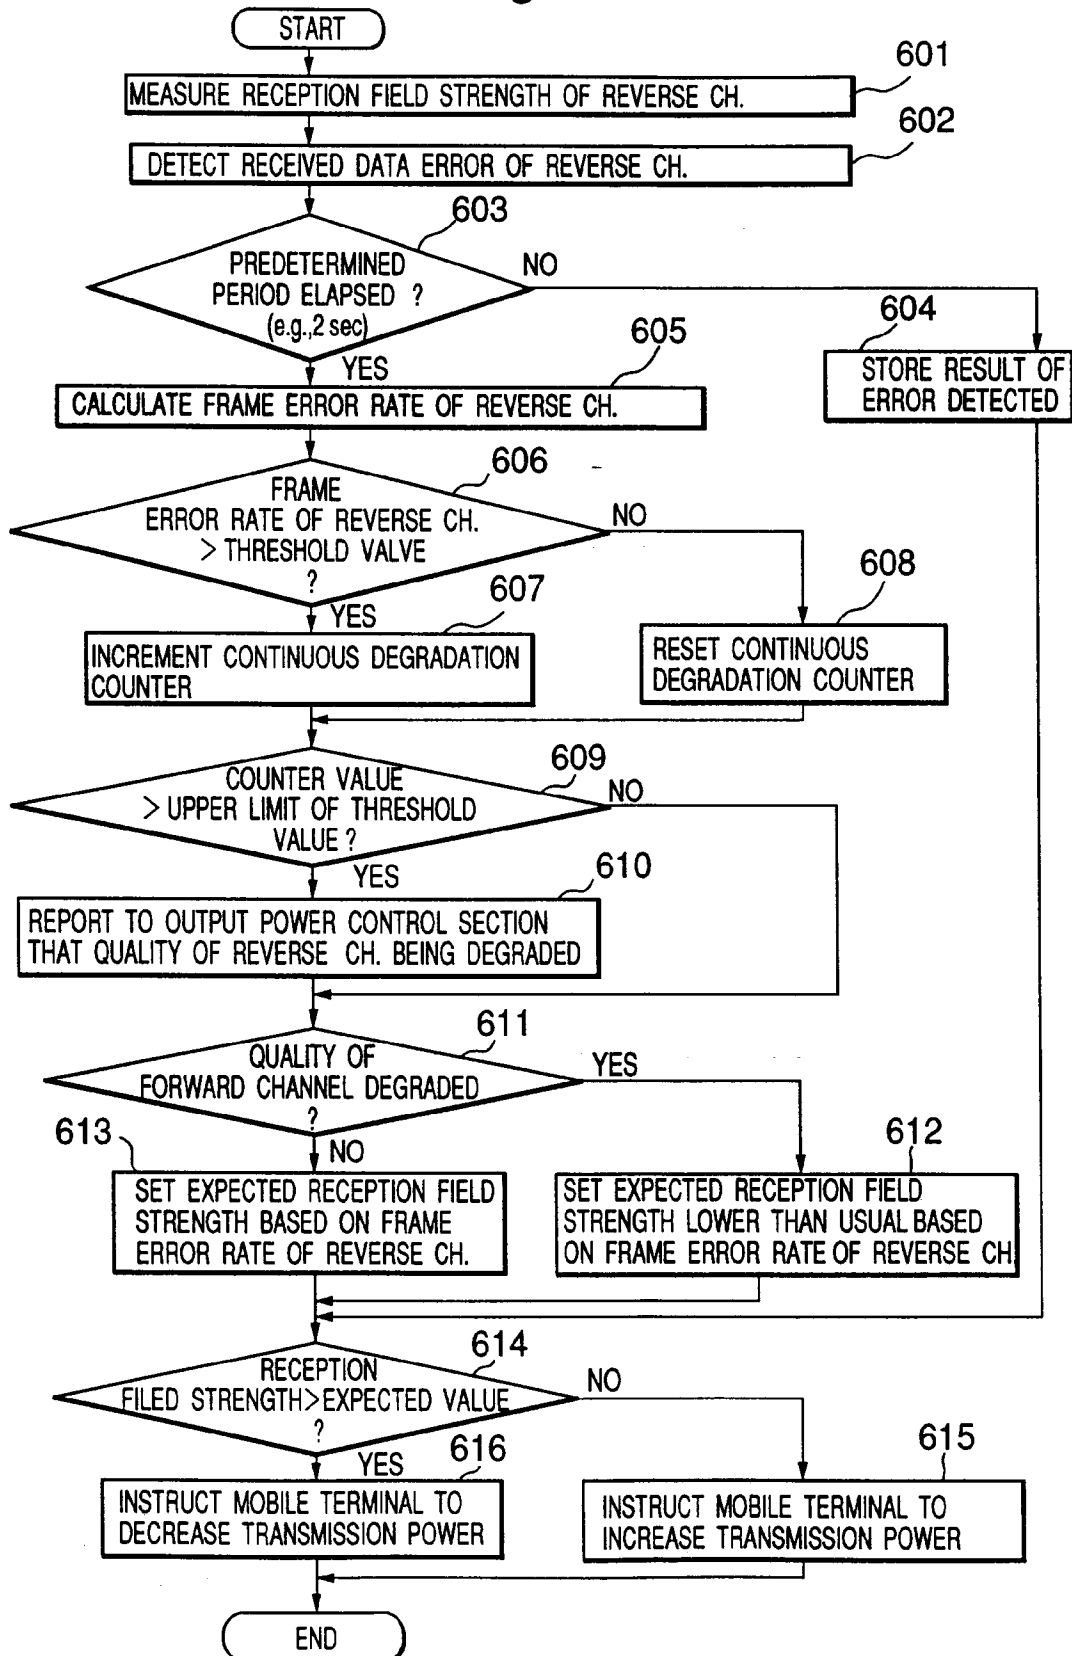 START
601
MEASURE RECEPTION FIELD STRENGTH OF REVERSE CH.
602
DETECT RECEIVED DATA ERROR OF REVERSE CH.
603
PREDETERMINED
PERIOD ELAPSED ?
(e.g.,2 sec)
NO
YES
604
STORE RESULT OF
ERROR DETECTED
605
CALCULATE FRAME ERROR RATE OF REVERSE CH.
606
FRAME
ERROR RATE OF REVERSE CH.
> THRESHOLD VALVE
?
NO
YES
607
INCREMENT CONTINUOUS DEGRADATION
COUNTER
608
RESET CONTINUOUS
DEGRADATION COUNTER
609
COUNTER VALUE
> UPPER LIMIT OF THRESHOLD
VALUE ?
NO
YES
610
REPORT TO OUTPUT POWER CONTROL SECTION
THAT QUALITY OF REVERSE CH. BEING DEGRADED
611
QUALITY OF
FORWARD CHANNEL DEGRADED
?
YES
NO
613
SET EXPECTED RECEPTION FIELD
STRENGTH BASED ON FRAME
ERROR RATE OF REVERSE CH.
612
SET EXPECTED RECEPTION FIELD
STRENGTH LOWER THAN USUAL BASED
ON FRAME ERROR RATE OF REVERSE CH
614
RECEPTION
FILED STRENGTH>EXPECTED VALUE
?
NO
YES
616
INSTRUCT MOBILE TERMINAL TO
DECREASE TRANSMISSION POWER
615
INSTRUCT MOBILE TERMINAL TO
INCREASE TRANSMISSION POWER
END